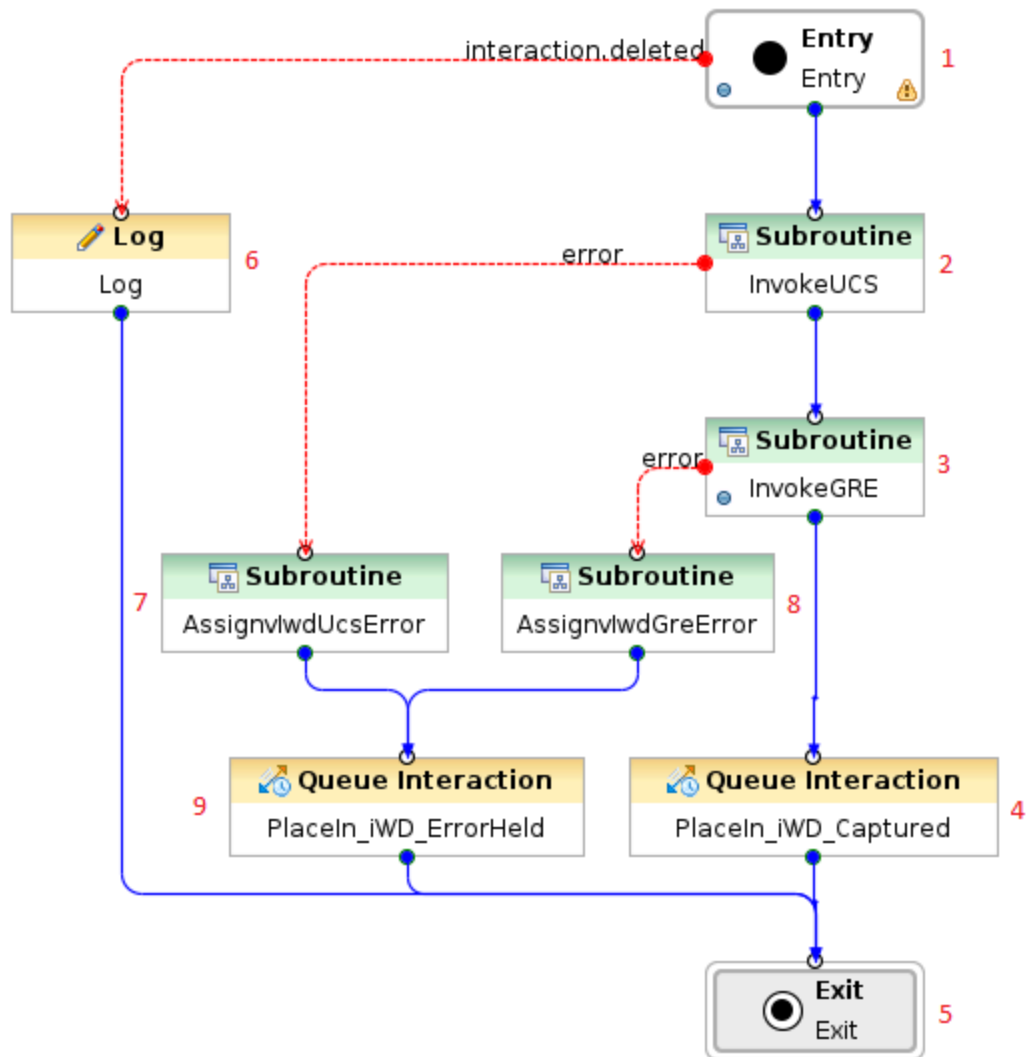 Entry
Entry
1
interaction.deleted
Log
Log
6
Subroutine
InvokeUCS
2
error
Subroutine
InvokeGRE
3
error
Subroutine
AssignvIwdUcsError
7
Subroutine
AssignvIwdGreError
8
Queue Interaction
PlaceIn_iWD_ErrorHeld
9
Queue Interaction
PlaceIn_iWD_Captured
4
Exit
Exit
5